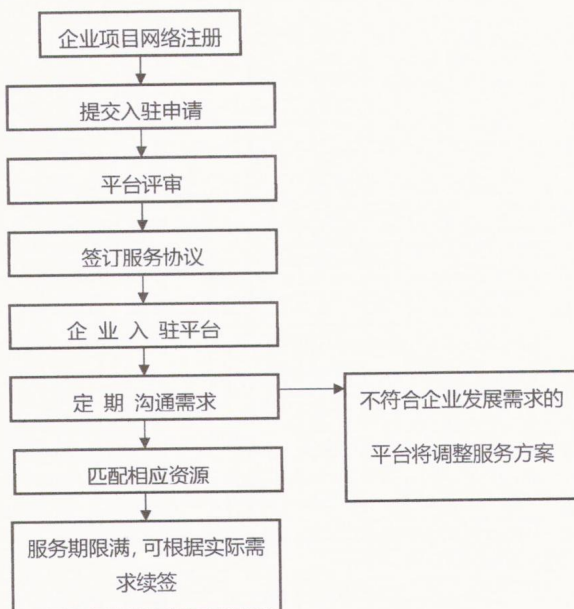 企业项目网络注册
提交入驻申请
平台评审
签订服务协议
企 业 入 驻平台
定 期 沟通需求
不符合企业发展需求的
平台将调整服务方案
匹配相应资源
服务期限满,可根据实际需
求续签